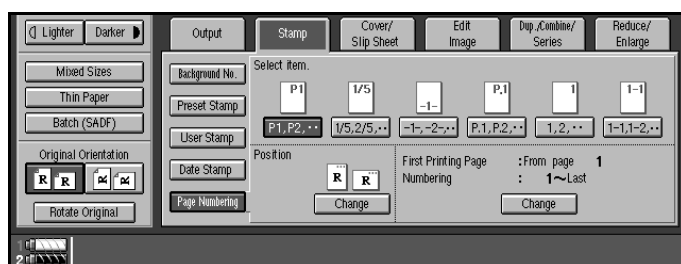 Lighter Darker
Mixed Sizes
Thin Paper
Batch (SADF)
Original Orientation
R R R R
Rotate Original
Output Stamp Cover/ Slip Sheet Edit Image Dup./Combine/ Series Reduce/ Enlarge
Background No.
Preset Stamp
User Stamp
Date Stamp
Page Numbering
Select item.
P1 1/5 -1- P.1 1 1-1
P1,P2,·· 1/5,2/5,·· -1-,-2-,·· P.1,P.2,·· 1,2,·· 1-1,1-2,··
Position
R R
Change
First Printing Page :From page 1
Numbering : 1~Last
Change
1
2